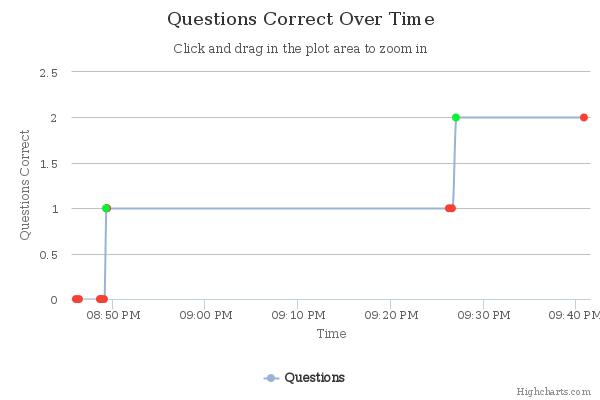 Questions Correct Over Time
Click and drag in the plot area to zoom in
Questions Correct
2.5
2
1.5
1
0.5
0
08:50 PM 09:00 PM 09:10 PM 09:20 PM 09:30 PM 09:40 PM
Time
Questions
Highcharts.com